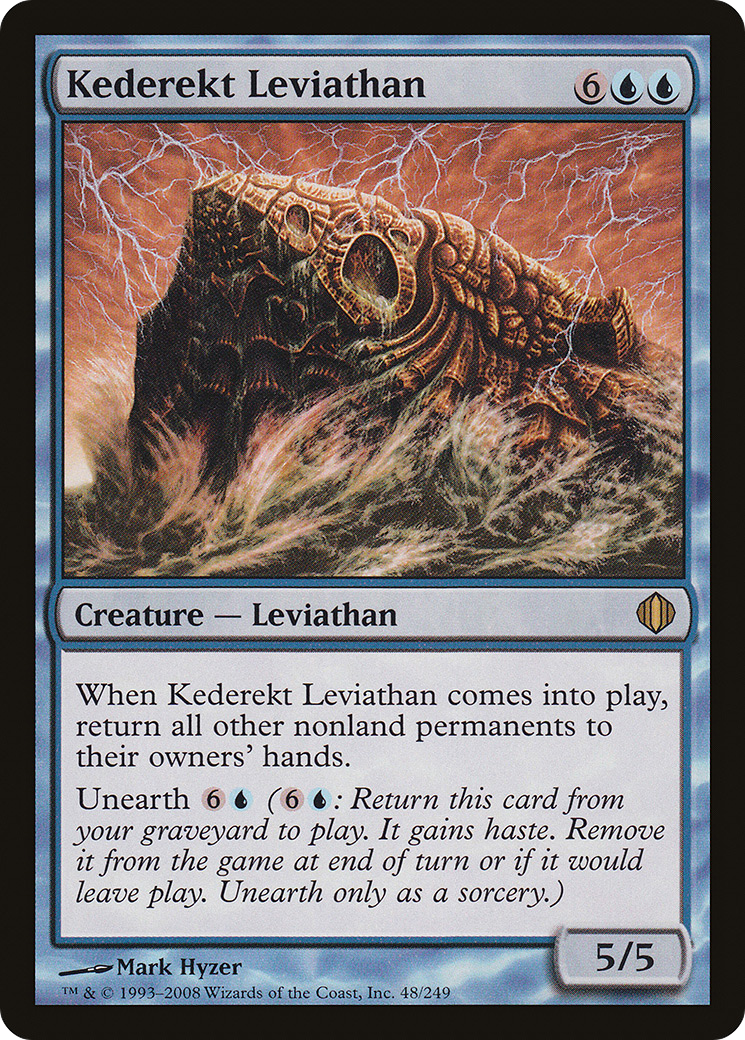 Kederekt Leviathan 6
Creature — Leviathan
When Kederekt Leviathan comes into play,
return all other nonland permanents to
their owners' hands.
Unearth 6 (6 : Return this card from
your graveyard to play. It gains haste. Remove
it from the game at end of turn or if it would
leave play. Unearth only as a sorcery.)
5/5
Mark Hyzer
™ & © 1993–2008 Wizards of the Coast, Inc. 48/249